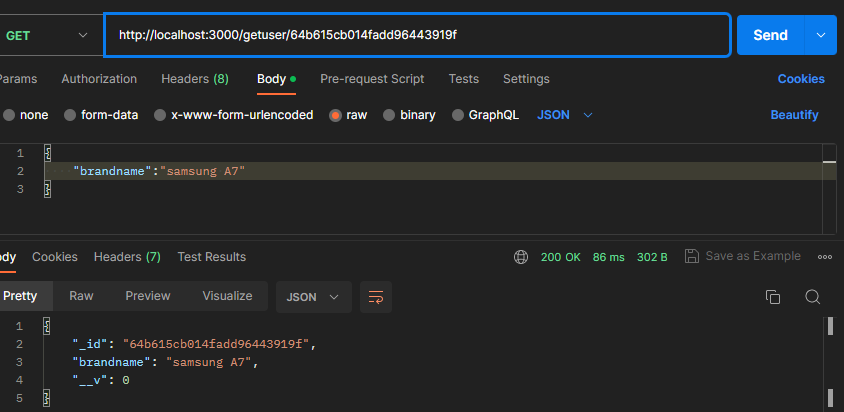 GET http://localhost:3000/getuser/64b615cb014fadd96443919f Send
Params Authorization Headers (8) Body Pre-request Script Tests Settings Cookies
none form-data x-www-form-urlencoded raw binary GraphQL JSON Beautify
1 {
2 "brandname":"samsung A7"
3 }
ody Cookies Headers (7) Test Results 200 OK 86 ms 302 B Save as Example
Pretty Raw Preview Visualize JSON
1 {
2 "_id": "64b615cb014fadd96443919f",
3 "brandname": "samsung A7",
4 "__v": 0
5 }